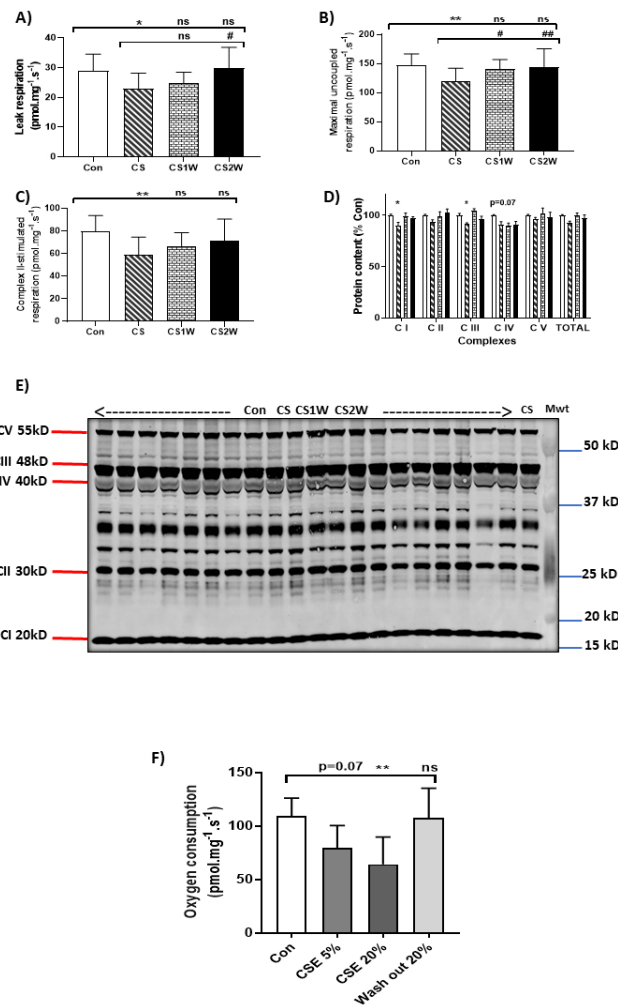 A)
* ns ns
ns #
Leak respiration
(pmol.mg-1.s-1)
40
30
20
10
0
Con CS CS1W CS2W
B)
** ns ns
# ##
Maximal uncoupled
respiration (pmol.mg-1.s-1)
200
150
100
50
0
Con CS CS1W CS2W
C)
** ns ns
Complex II-stimulated
respiration (pmol.mg-1.s-1)
100
80
60
40
20
0
Con CS CS1W CS2W
D)
* * p=0.07
Protein content (% Con)
100
50
0
C I C II C III C IV C V TOTAL
Complexes
E)
<-------------------- Con CS CS1W CS2W --------------------> CS Mwt
CV 55kD
CIII 48kD
IV 40kD
CII 30kD
CI 20kD
50 kD
37 kD
25 kD
20 kD
15 kD
F)
p=0.07 ** ns
Oxygen consumption
(pmol.mg-1.s-1)
150
100
50
0
Con CSE 5% CSE 20% Wash out 20%